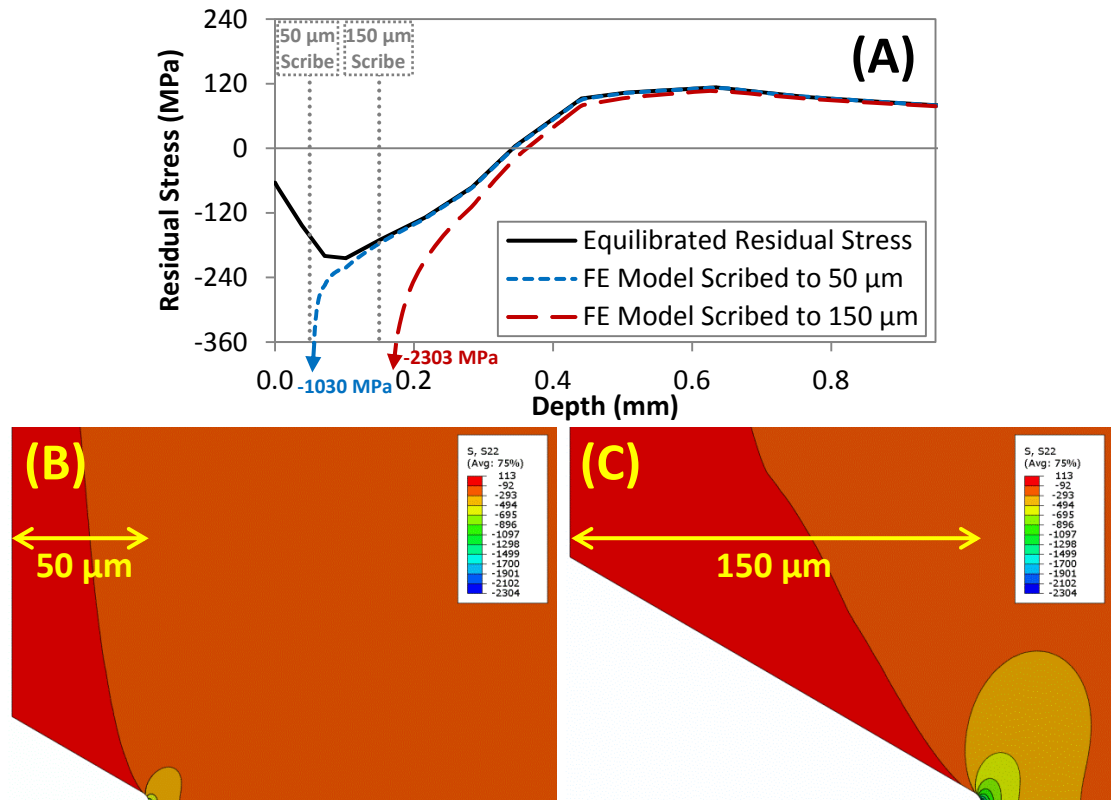 240
120
0
-120
-240
-360
Residual Stress (MPa)
50 µm
Scribe
150 µm
Scribe
(A)
Equilibrated Residual Stress
FE Model Scribed to 50 µm
FE Model Scribed to 150 µm
-1030 MPa
-2303 MPa
0.0
0.2
0.4
0.6
0.8
Depth (mm)
(B)
50 µm
S, S22
(Avg: 75%)
113
-92
-293
-494
-695
-896
-1097
-1298
-1499
-1700
-1901
-2102
-2304
(C)
150 µm
S, S22
(Avg: 75%)
113
-92
-293
-494
-695
-896
-1097
-1298
-1499
-1700
-1901
-2102
-2304